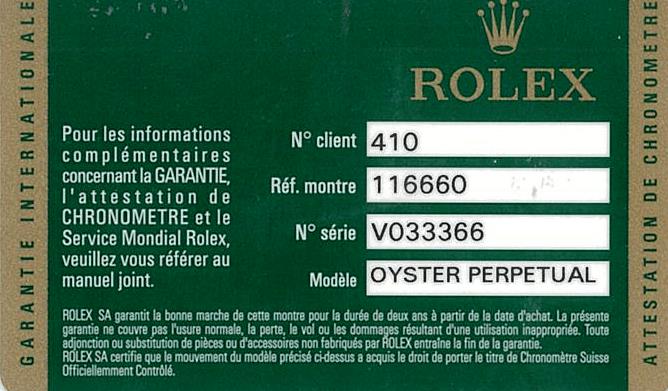 GARANTIE INTERNATIONALE
ROLEX
Pour les informations
complémentaires
concernant la GARANTIE,
l'attestation de
CHRONOMETRE et le
Service Mondial Rolex,
veuillez vous référer au
manuel joint.
N° client 410
Réf. montre 116660
N° série V033366
Modèle OYSTER PERPETUAL
ROLEX SA garantit la bonne marche de cette montre pour la durée de deux ans à partir de la date d'achat. La présente
garantie ne couvre pas l'usure normale, la perte, le vol ou les dommages résultant d'une utilisation inappropriée. Toute
adjonction ou substitution de pièces ou d'accessoires non fabriqués par ROLEX entraîne la fin de la garantie.
ROLEX SA certifie que le mouvement du modèle précisé ci-dessus a acquis le droit de porter le titre de Chronomètre Suisse
Officiellement Contrôlé.
ATTESTATION DE CHRONOMETRE